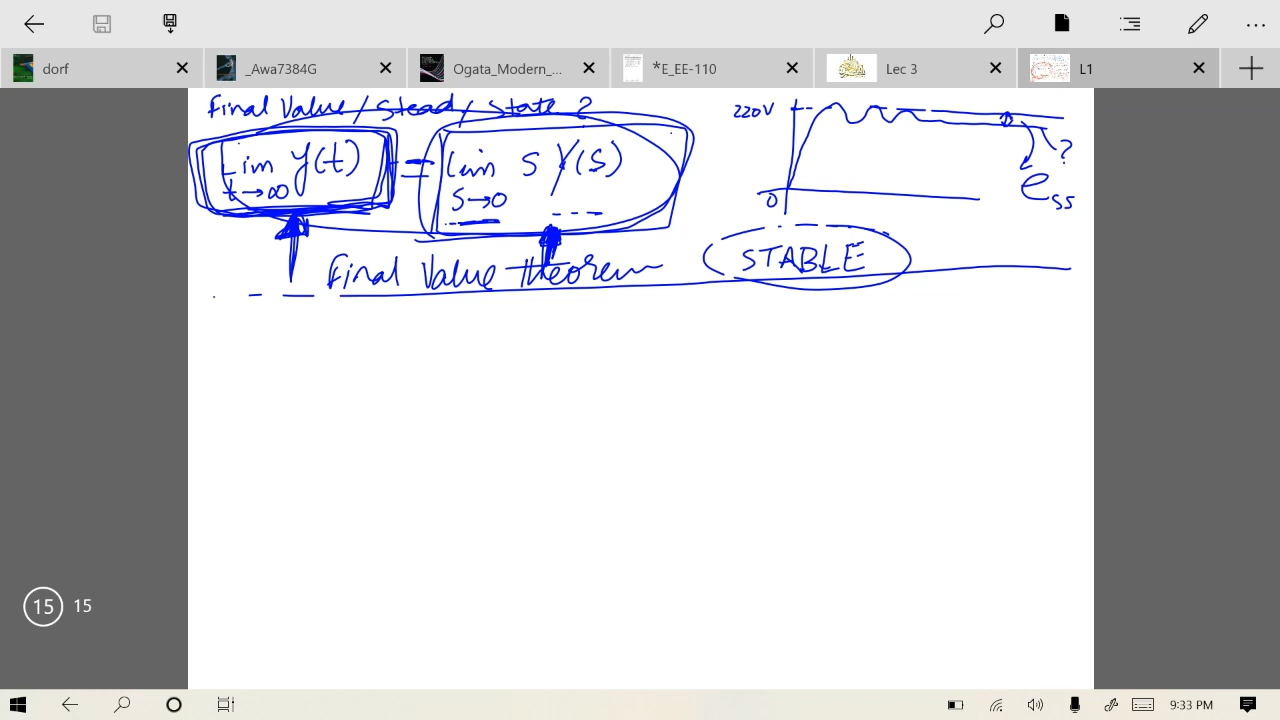 dorf
_Awa7384G
Ogata_Modern_...
*E_EE-110
Lec 3
L1
Final Value / Stead / State ?
Lim y(t) = lim s Y(s)
t→∞ s→0
220V
0
?
ess
Final Value theorem
STABLE
15 15
9:33 PM